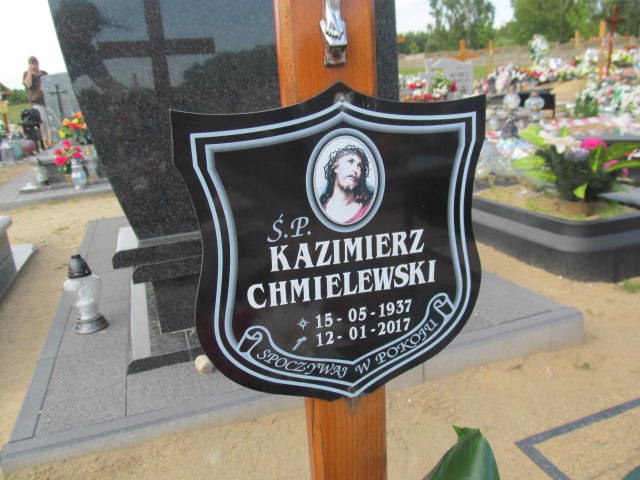 Ś.P.
KAZIMIERZ
CHMIELEWSKI
15-05-1937
12-01-2017
SPOCZYWAJ W POKOJU